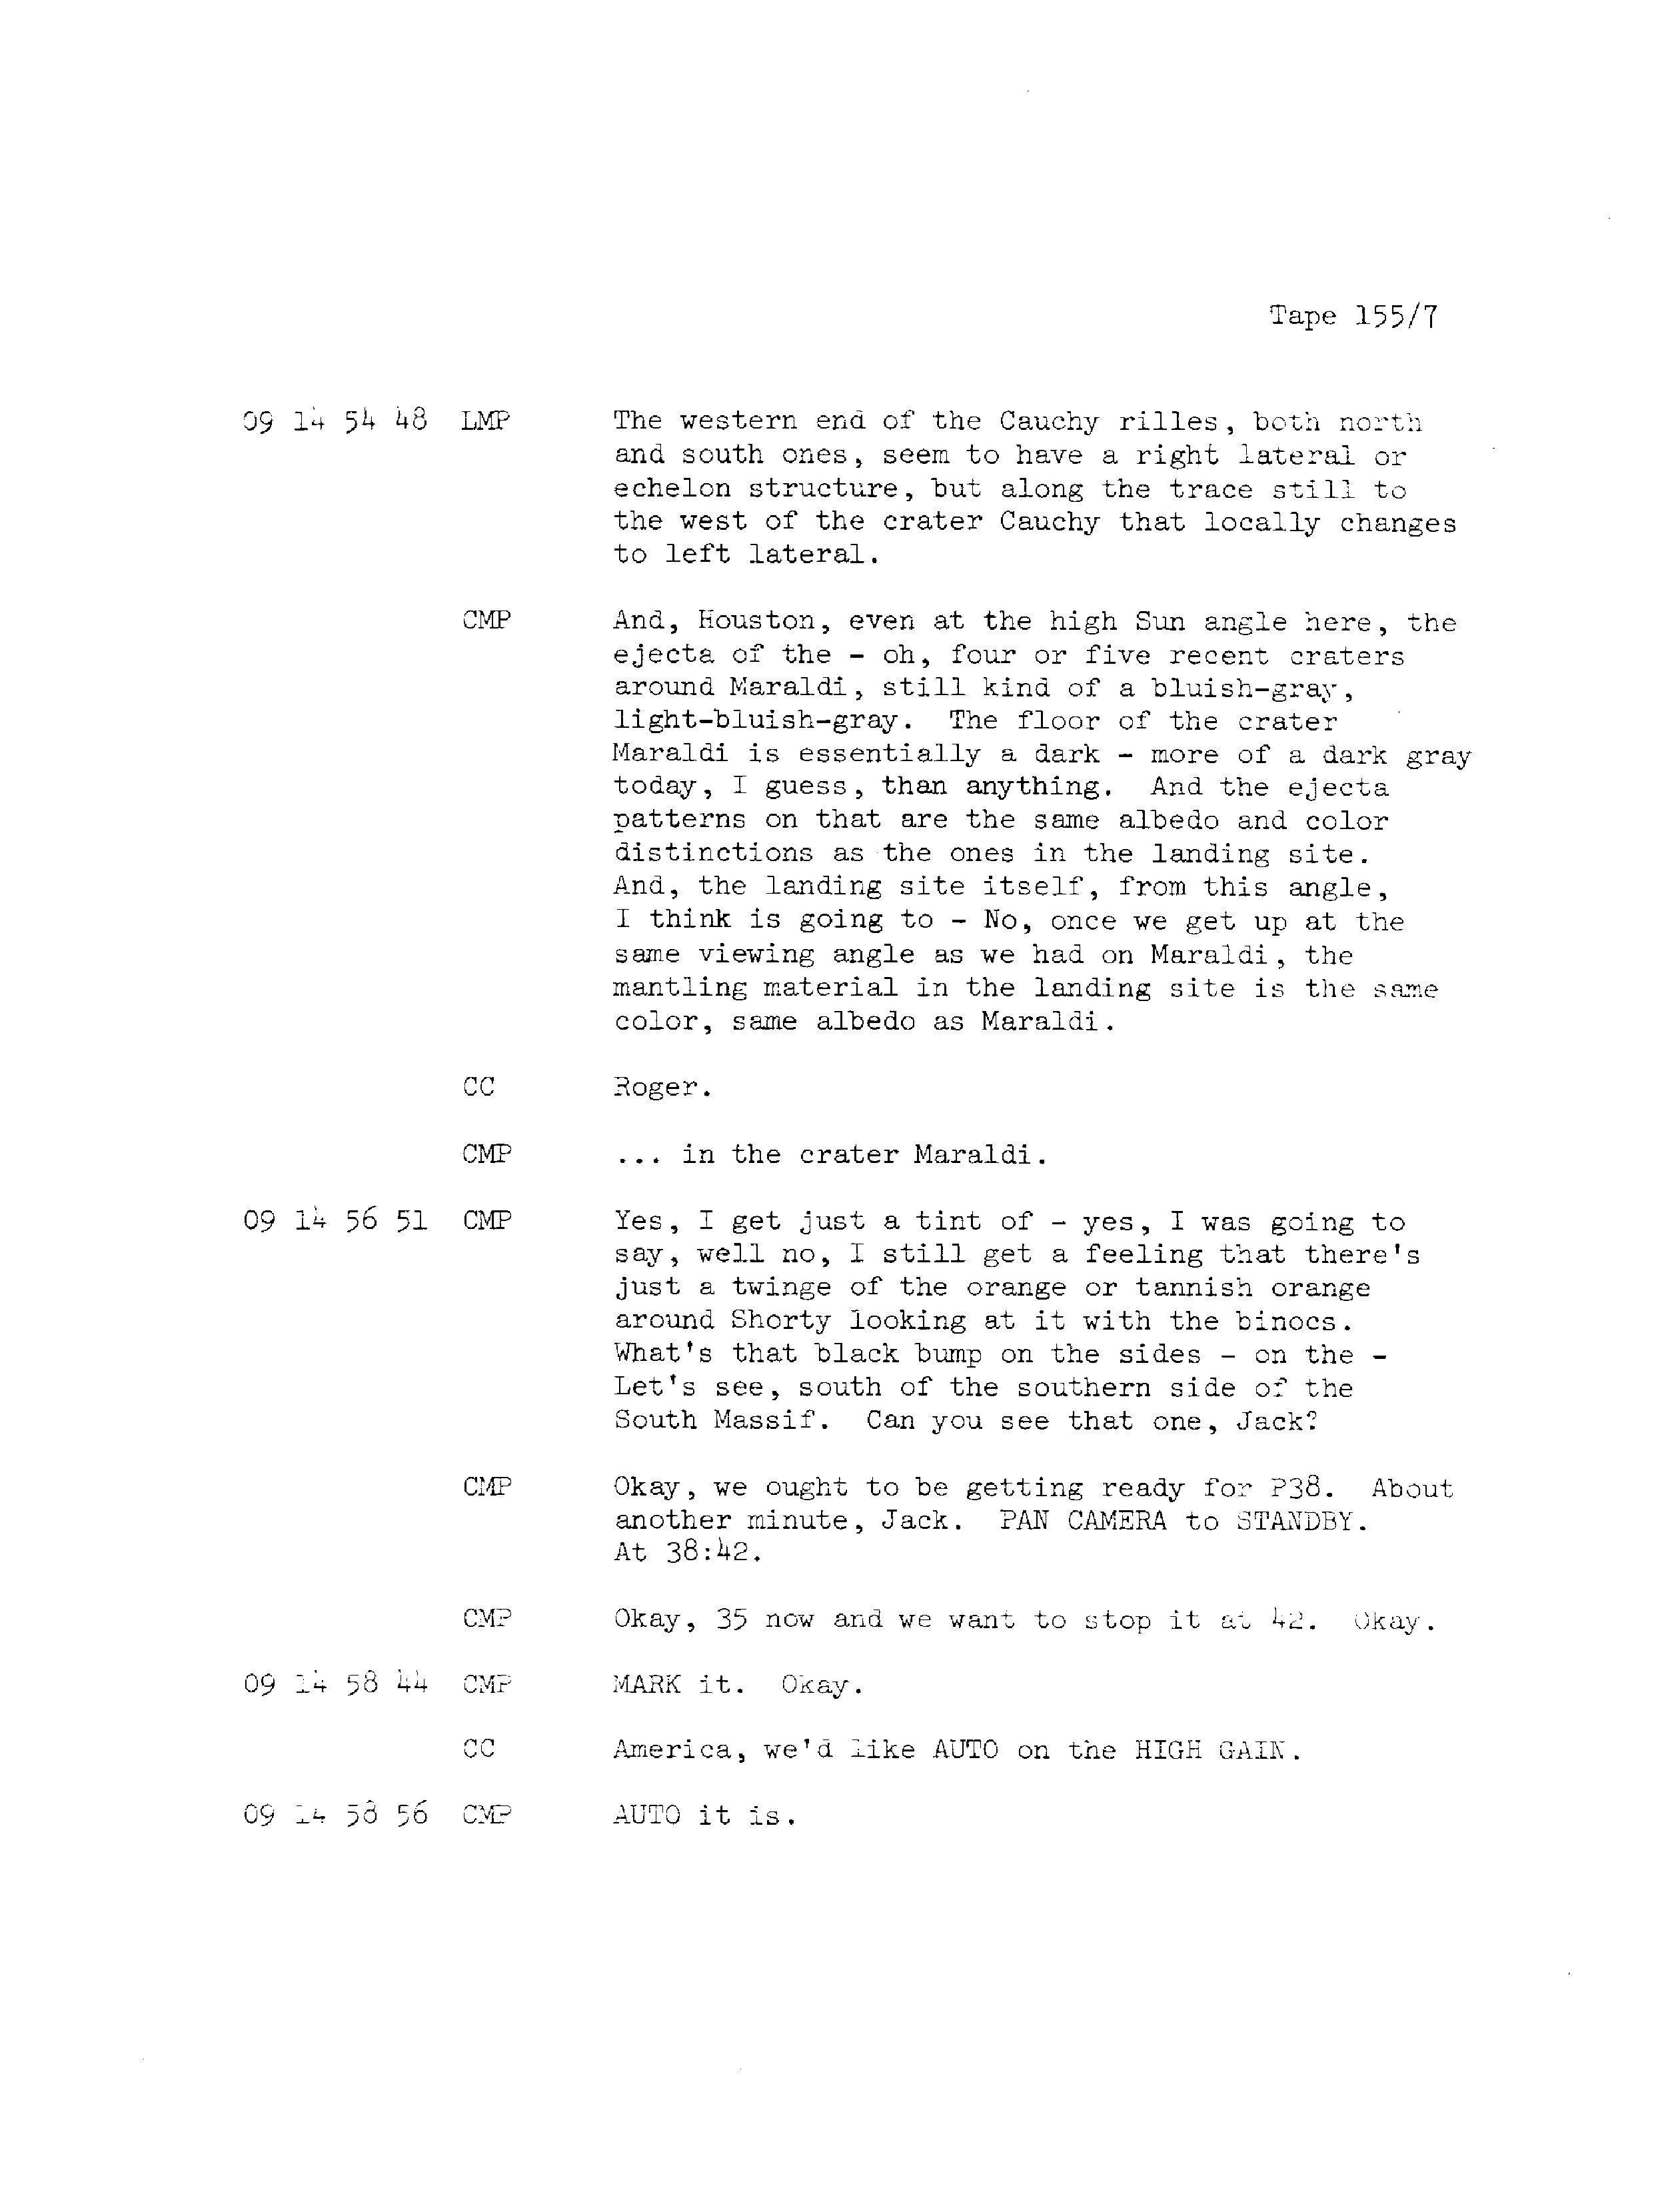 Tape 155/7
09 14 54 48 LMP The western end of the Cauchy rilles, both north
and south ones, seem to have a right lateral or
echelon structure, but along the trace still to
the west of the crater Cauchy that locally changes
to left lateral.
CMP And, Houston, even at the high Sun angle here, the
ejecta of the - oh, four or five recent craters
around Maraldi, still kind of a bluish-gray,
light-bluish-gray. The floor of the crater
Maraldi is essentially a dark - more of a dark gray
today, I guess, than anything. And the ejecta
patterns on that are the same albedo and color
distinctions as the ones in the landing site.
And, the landing site itself, from this angle,
I think is going to - No, once we get up at the
same viewing angle as we had on Maraldi, the
mantling material in the landing site is the same
color, same albedo as Maraldi.
CC Roger.
CMP ... in the crater Maraldi.
09 14 56 51 CMP Yes, I get just a tint of - yes, I was going to
say, well no, I still get a feeling that there's
just a twinge of the orange or tannish orange
around Shorty looking at it with the binocs.
What's that black bump on the sides - on the -
Let's see, south of the southern side of the
South Massif. Can you see that one, Jack?
CMP Okay, we ought to be getting ready for P38. About
another minute, Jack. PAN CAMERA to STANDBY.
At 38:42.
CMP Okay, 35 now and we want to stop it at 42. Okay.
09 14 58 44 CMP MARK it. Okay.
CC America, we'd like AUTO on the HIGH GAIN.
09 14 58 56 CMP AUTO it is.